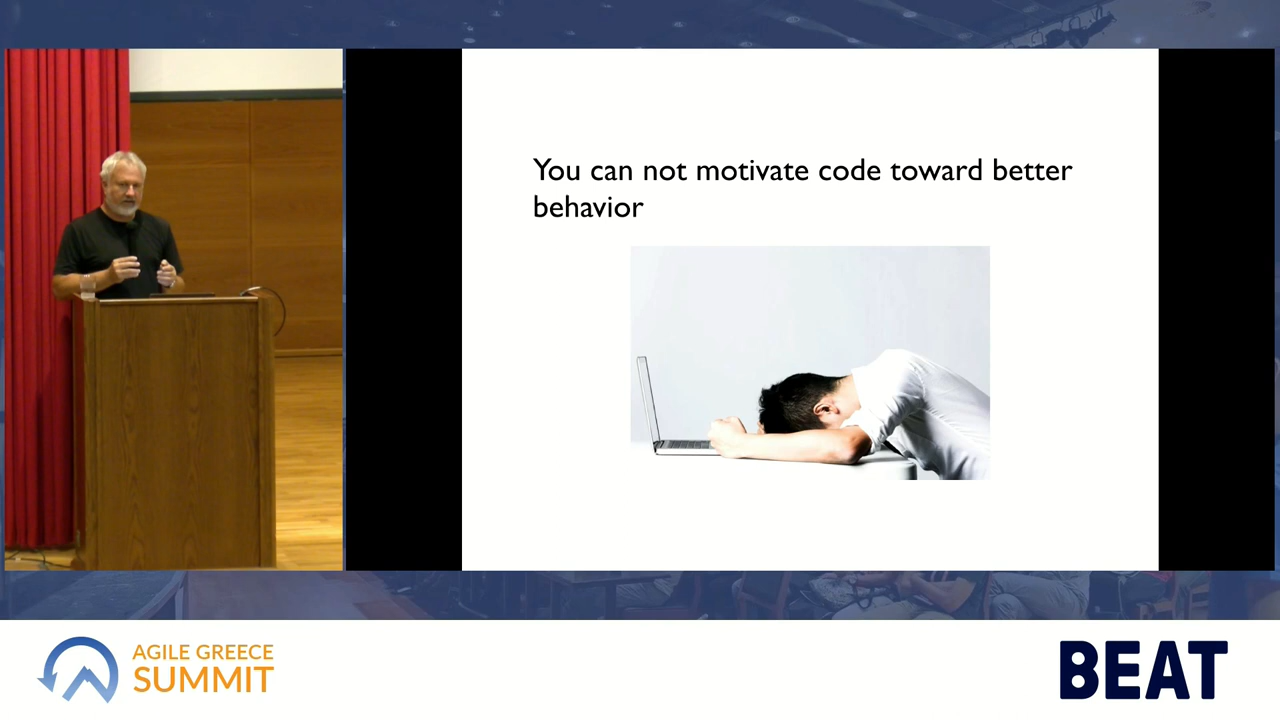 You can not motivate code toward better
behavior
AGILE GREECE
SUMMIT
BEAT